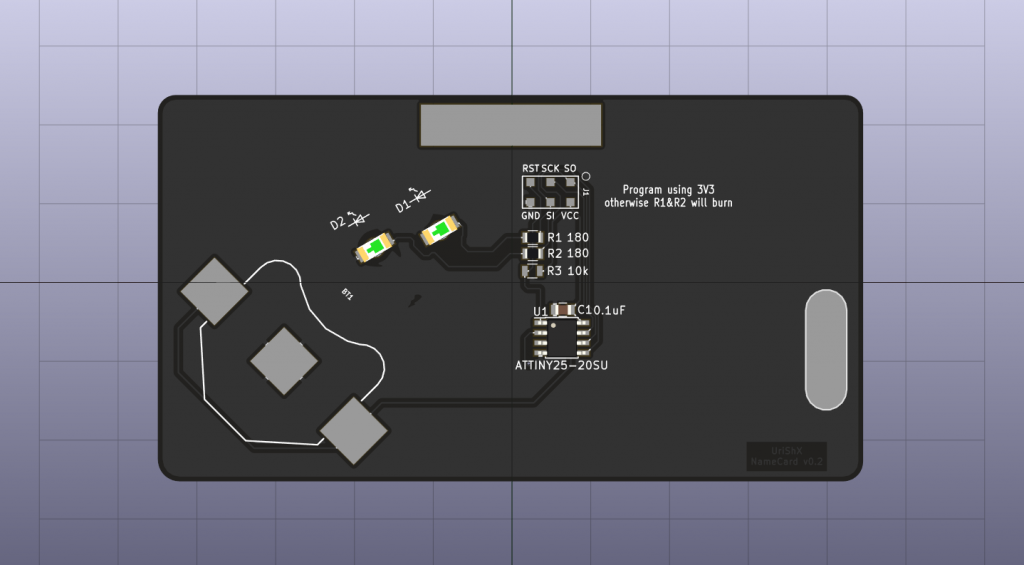 RST SCK SO
J1
Program using 3V3
otherwise R1&R2 will burn
GND SI VCC
D1
D2
R1 180
R2 180
R3 10k
BT1
U1
C1 0.1uF
ATTINY25-20SU
UriShX
NameCard v0.2